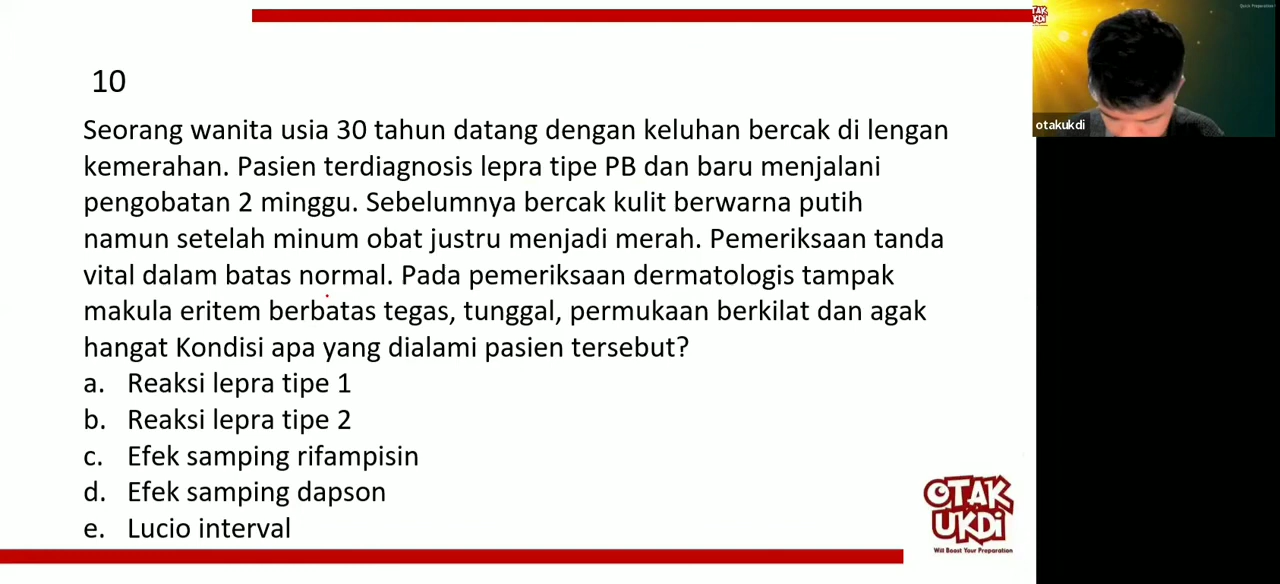 10
Seorang wanita usia 30 tahun datang dengan keluhan bercak di lengan
kemerahan. Pasien terdiagnosis lepra tipe PB dan baru menjalani
pengobatan 2 minggu. Sebelumnya bercak kulit berwarna putih
namun setelah minum obat justru menjadi merah. Pemeriksaan tanda
vital dalam batas normal. Pada pemeriksaan dermatologis tampak
makula eritem berbatas tegas, tunggal, permukaan berkilat dan agak
hangat Kondisi apa yang dialami pasien tersebut?
a. Reaksi lepra tipe 1
b. Reaksi lepra tipe 2
c. Efek samping rifampisin
d. Efek samping dapson
e. Lucio interval
otakukdi
OTAK
UKDi
Will Boost Your Preparation